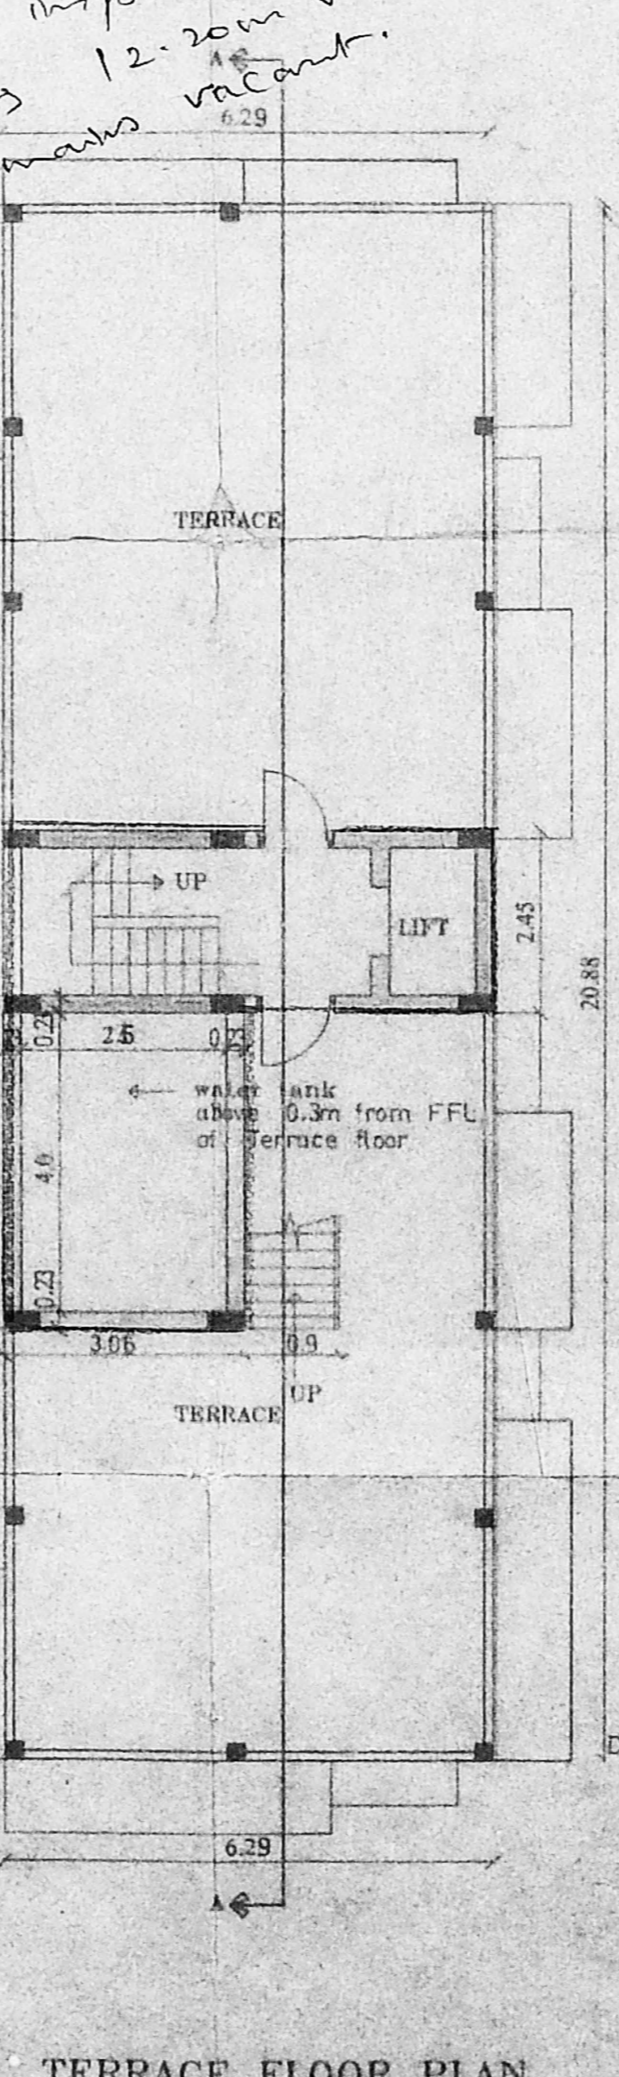 12.20m
vacant.
A
6.29
TERRACE
UP
LIFT
2.45
20.88
0.23
0.23
water tank
above 0.3m from FFL
of Terrace floor
4.0
0.23
3.06 0.9
UP
TERRACE
6.29
A
TERRACE FLOOR PLAN